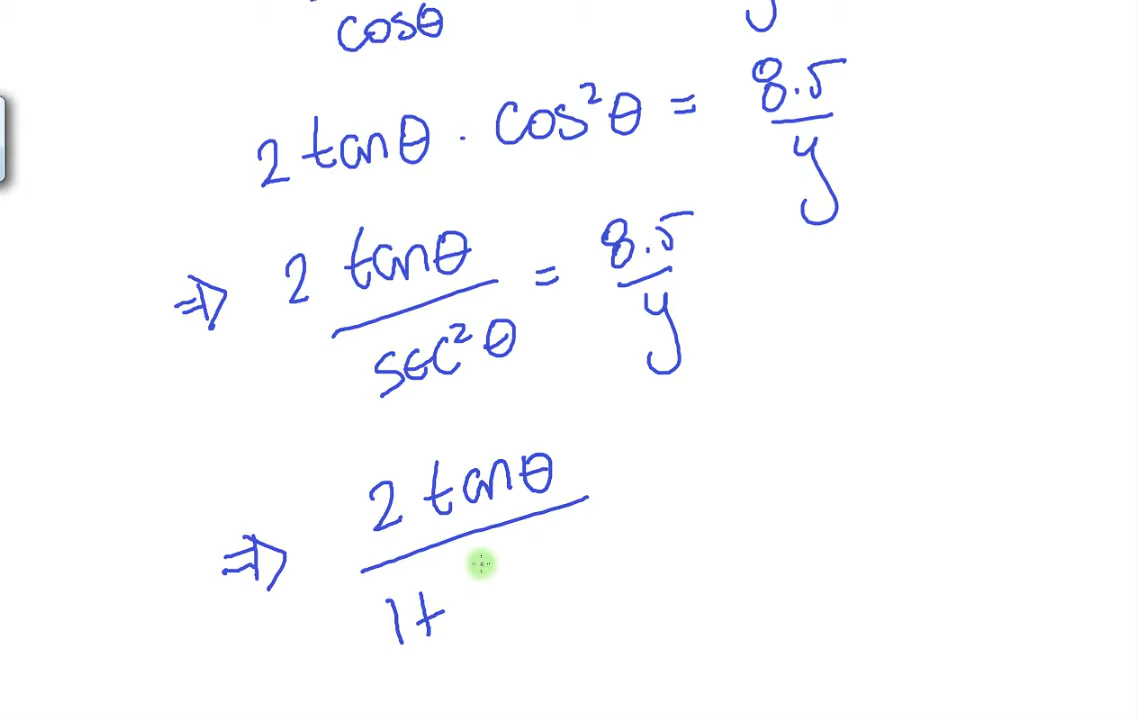 cosθ y
2 tanθ · cos²θ = 8.5/y
⇒ 2 tanθ/sec²θ = 8.5/y
⇒ 2 tanθ/1+